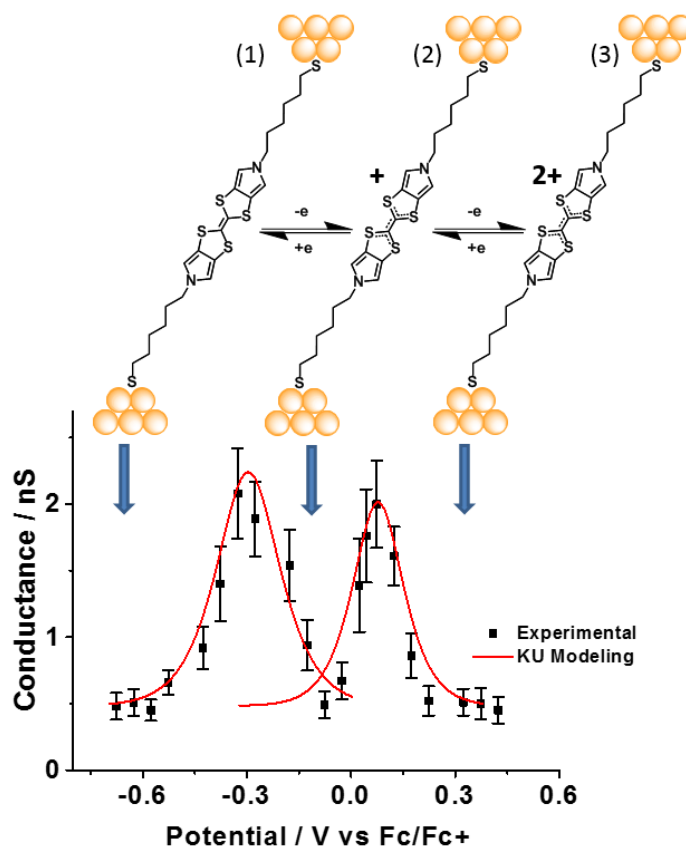 (1) (2) (3)
S S S
N N N
+ 2+
S S S S S S
-e -e
+e +e
S S S S S S
N N N
S S S
Conductance / nS
2
1
0
Experimental
KU Modeling
-0.6 -0.3 0.0 0.3 0.6
Potential / V vs Fc/Fc+